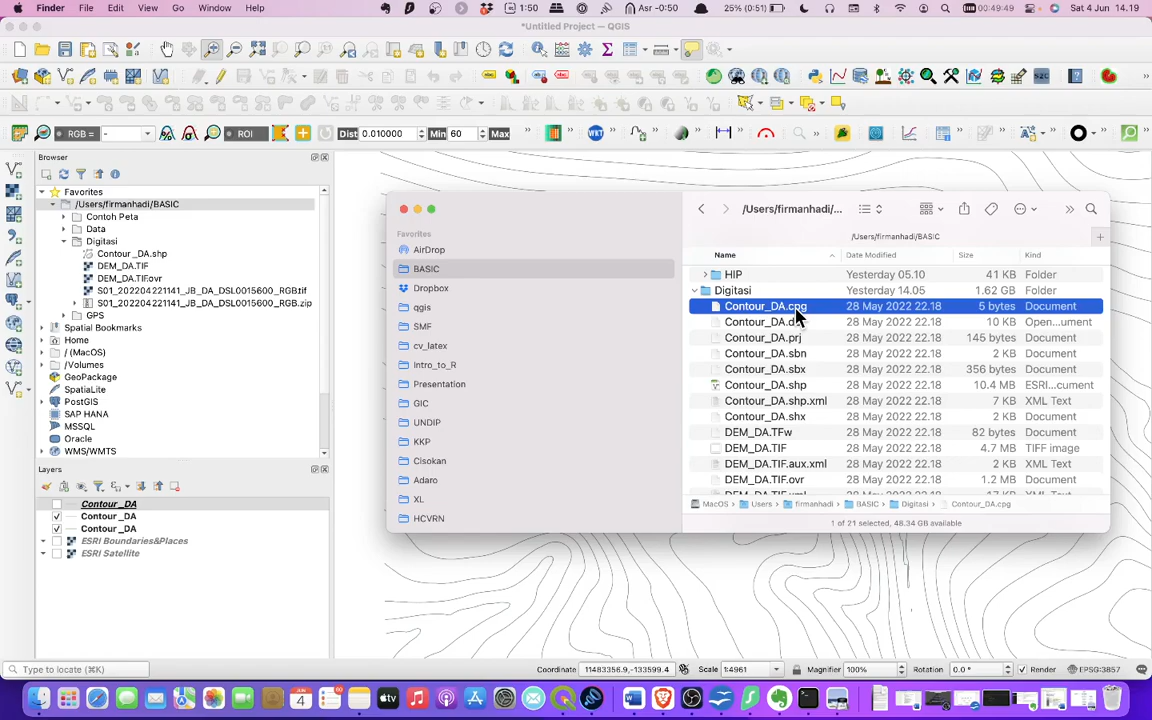 Finder File Edit View Go Window Help
1:50 Asr -0:50 25% (0:51) 00:49:49 Sat 4 Jun 14.19
*Untitled Project — QGIS
RGB = - ROI Dist 0.010000 Min 60 Max
Browser
Favorites
/Users/firmanhadi/BASIC
Contoh Peta
Data
Digitasi
Contour_DA.shp
DEM_DA.TIF
DEM_DA.TIF.ovr
S01_202204221141_JB_DA_DSL0015600_RGB.tif
S01_202204221141_JB_DA_DSL0015600_RGB.zip
GPS
Spatial Bookmarks
Home
/ (MacOS)
/Volumes
GeoPackage
SpatiaLite
PostGIS
SAP HANA
MSSQL
Oracle
WMS/WMTS
Layers
Contour_DA
Contour_DA
Contour_DA
ESRI Boundaries&Places
ESRI Satellite
Favorites
AirDrop
BASIC
Dropbox
qgis
SMF
cv_latex
Intro_to_R
Presentation
GIC
UNDIP
KKP
Cisokan
Adaro
XL
HCVRN
/Users/firmanhadi/...
/Users/firmanhadi/BASIC
Name Date Modified Size Kind
HIP Yesterday 05.10 41 KB Folder
Digitasi Yesterday 14.05 1.62 GB Folder
Contour_DA.cpg 28 May 2022 22.18 5 bytes Document
Contour_DA.d 28 May 2022 22.18 10 KB Open...ument
Contour_DA.prj 28 May 2022 22.18 145 bytes Document
Contour_DA.sbn 28 May 2022 22.18 2 KB Document
Contour_DA.sbx 28 May 2022 22.18 356 bytes Document
Contour_DA.shp 28 May 2022 22.18 10.4 MB ESRI...cument
Contour_DA.shp.xml 28 May 2022 22.18 7 KB XML Text
Contour_DA.shx 28 May 2022 22.18 2 KB Document
DEM_DA.TFw 28 May 2022 22.18 82 bytes Document
DEM_DA.TIF 28 May 2022 22.18 4.7 MB TIFF image
DEM_DA.TIF.aux.xml 28 May 2022 22.18 2 KB XML Text
DEM_DA.TIF.ovr 28 May 2022 22.18 1.2 MB Document
MacOS Users firmanhadi BASIC Digitasi Contour_DA.cpg
1 of 21 selected, 48.34 GB available
Type to locate (⌘K) Coordinate 11483356.9,-133599.4 Scale 1:4961 Magnifier 100% Rotation 0.0 ° Render EPSG:3857